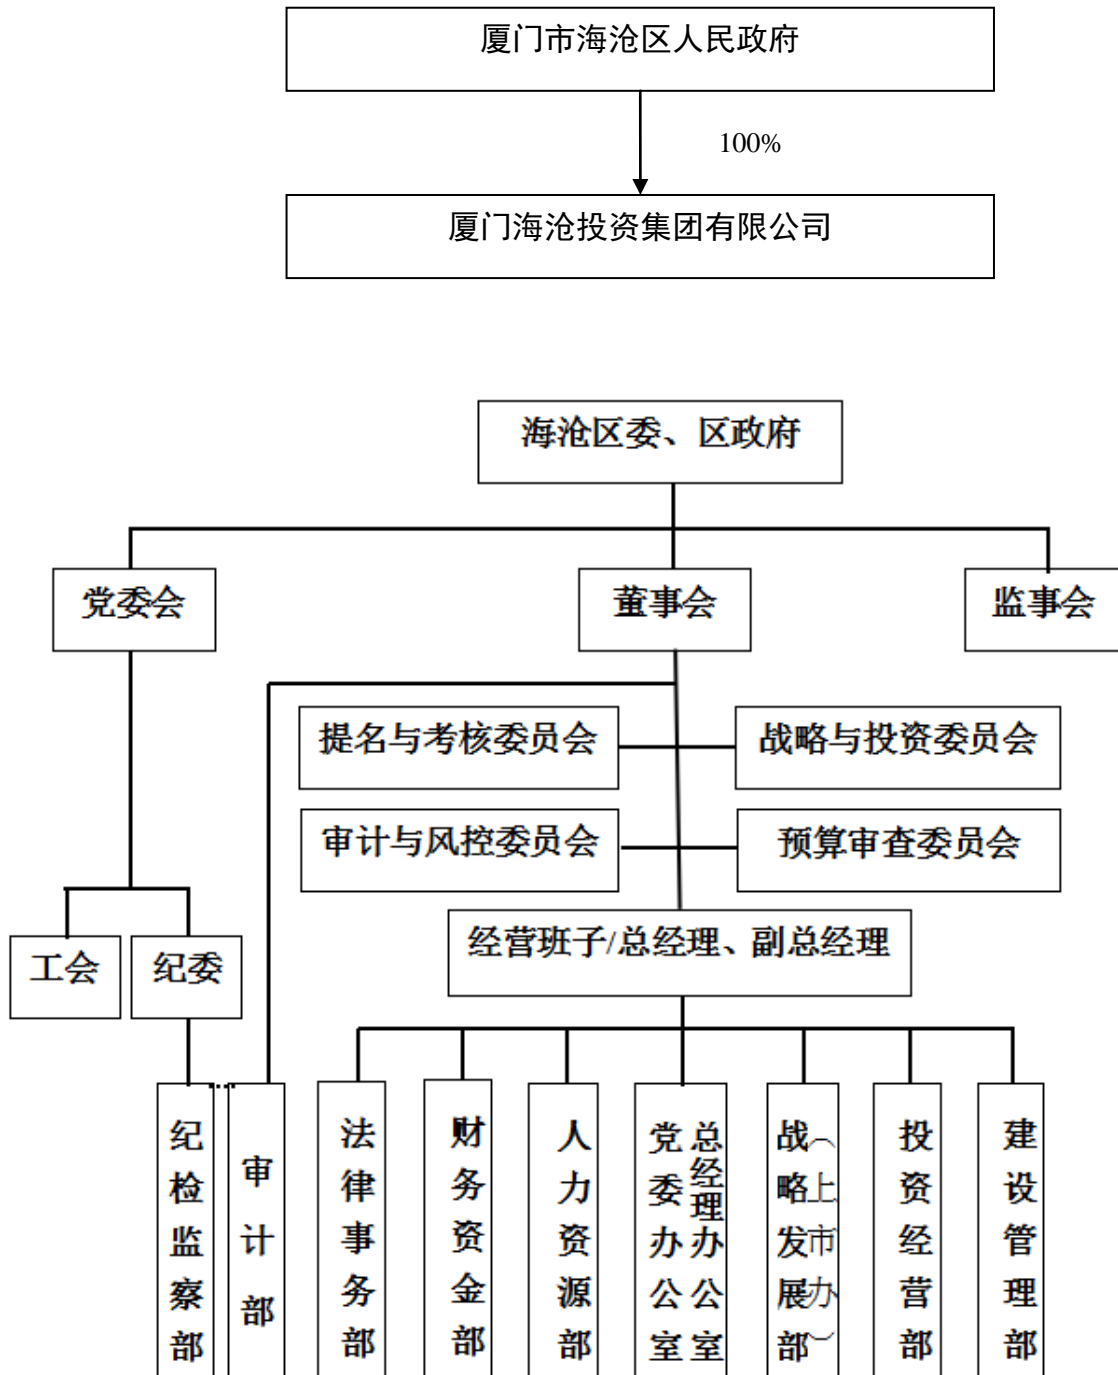 厦门市海沧区人民政府
100%
厦门海沧投资集团有限公司
海沧区委、区政府
党委会
董事会
监事会
提名与考核委员会
战略与投资委员会
审计与风控委员会
预算审查委员会
经营班子/总经理、副总经理
工会
纪委
纪检监察部
审计部
法律事务部
财务资金部
人力资源部
党委办公室
总经理办公室
战略发展部
（上市办）
投资经营部
建设管理部